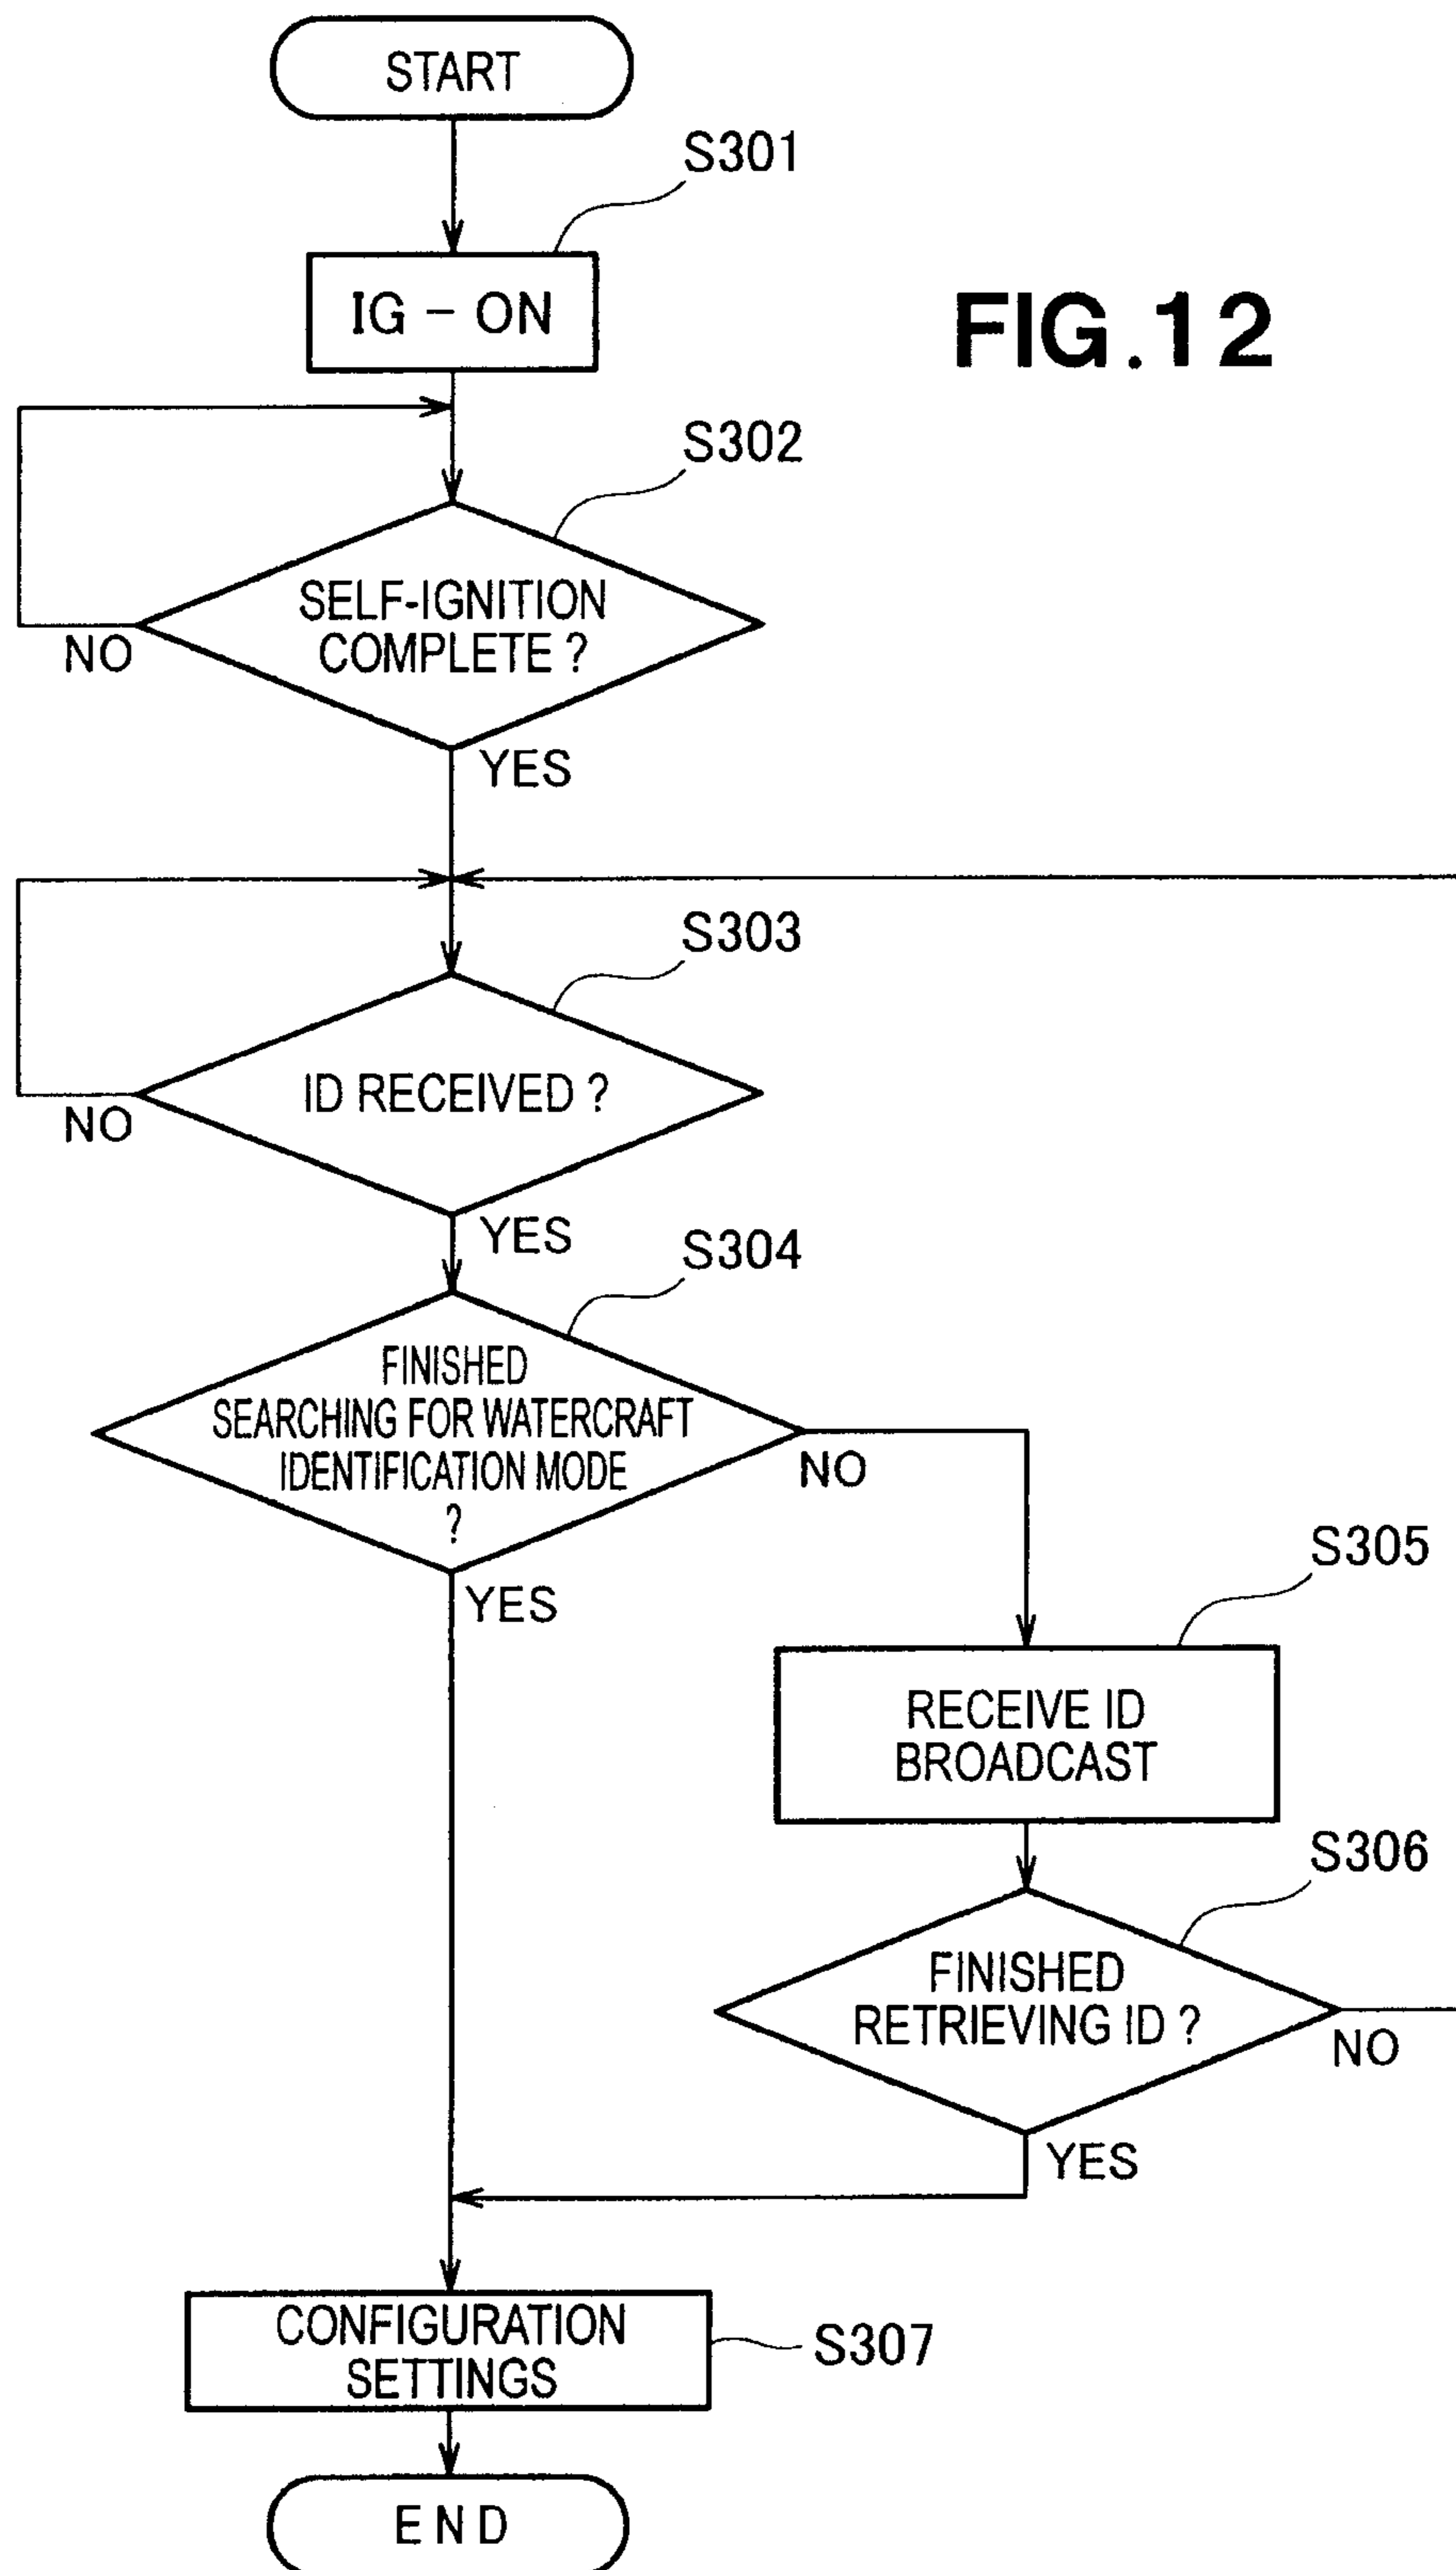 START
S301
IG - ON
FIG.12
S302
SELF-IGNITION
COMPLETE ?
NO
YES
S303
ID RECEIVED ?
NO
YES
S304
FINISHED
SEARCHING FOR WATERCRAFT
IDENTIFICATION MODE
?
NO
YES
S305
RECEIVE ID
BROADCAST
S306
FINISHED
RETRIEVING ID ?
NO
YES
CONFIGURATION
SETTINGS
S307
END